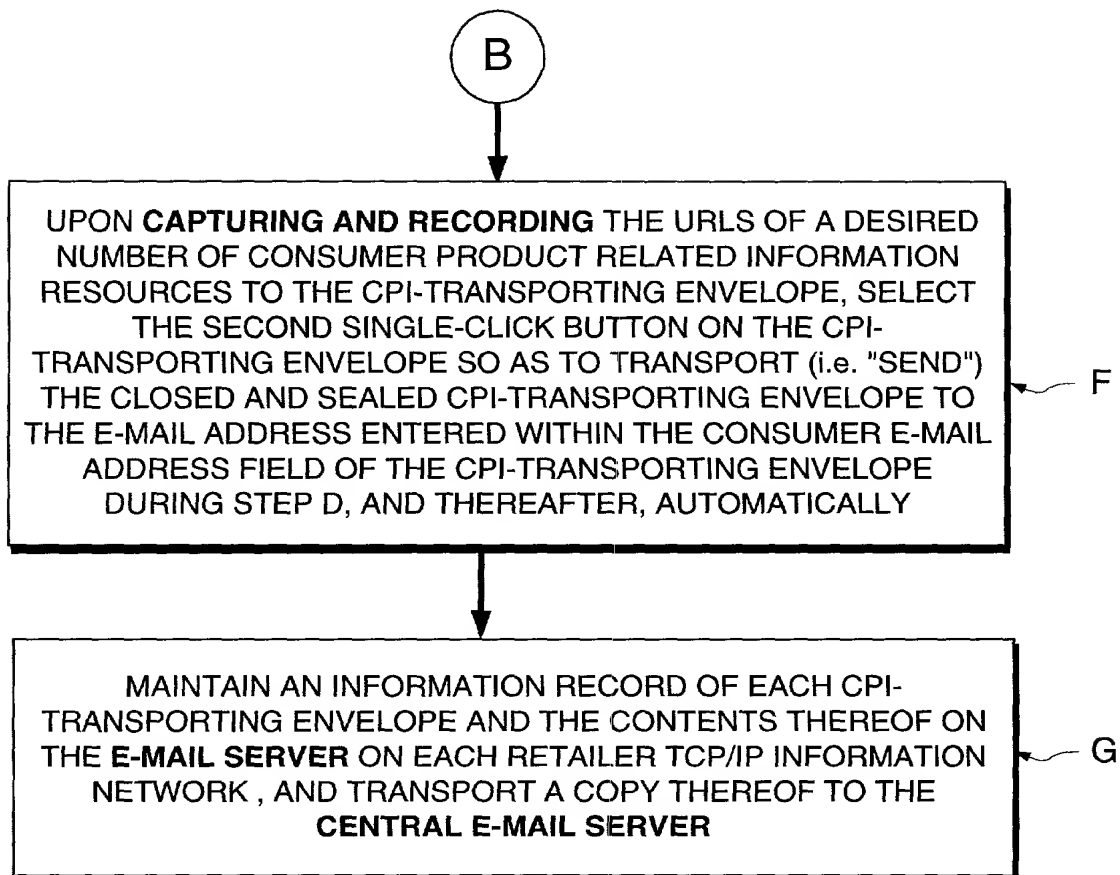 B
UPON CAPTURING AND RECORDING THE URLS OF A DESIRED
NUMBER OF CONSUMER PRODUCT RELATED INFORMATION
RESOURCES TO THE CPI-TRANSPORTING ENVELOPE, SELECT
THE SECOND SINGLE-CLICK BUTTON ON THE CPI-
TRANSPORTING ENVELOPE SO AS TO TRANSPORT (i.e. "SEND")
THE CLOSED AND SEALED CPI-TRANSPORTING ENVELOPE TO
THE E-MAIL ADDRESS ENTERED WITHIN THE CONSUMER E-MAIL
ADDRESS FIELD OF THE CPI-TRANSPORTING ENVELOPE
DURING STEP D, AND THEREAFTER, AUTOMATICALLY
F
MAINTAIN AN INFORMATION RECORD OF EACH CPI-
TRANSPORTING ENVELOPE AND THE CONTENTS THEREOF ON
THE E-MAIL SERVER ON EACH RETAILER TCP/IP INFORMATION
NETWORK , AND TRANSPORT A COPY THEREOF TO THE
CENTRAL E-MAIL SERVER
G